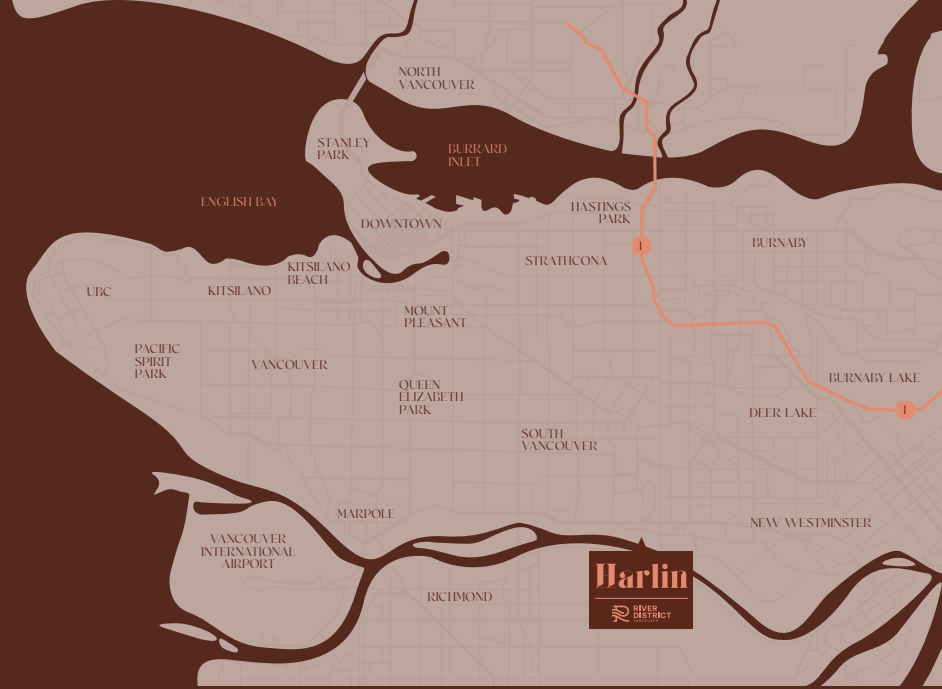 NORTH
VANCOUVER
STANLEY
PARK
BURRARD
INLET
ENGLISH BAY
DOWNTOWN
HASTINGS
PARK
1
BURNABY
STRATHCONA
KITSILANO
BEACH
UBC
KITSILANO
MOUNT
PLEASANT
PACIFIC
SPIRIT
PARK
VANCOUVER
QUEEN
ELIZABETH
PARK
BURNABY LAKE
1
DEER LAKE
SOUTH
VANCOUVER
MARPOLE
NEW WESTMINSTER
VANCOUVER
INTERNATIONAL
AIRPORT
RICHMOND
Harlin
RIVER
DISTRICT
VANCOUVER